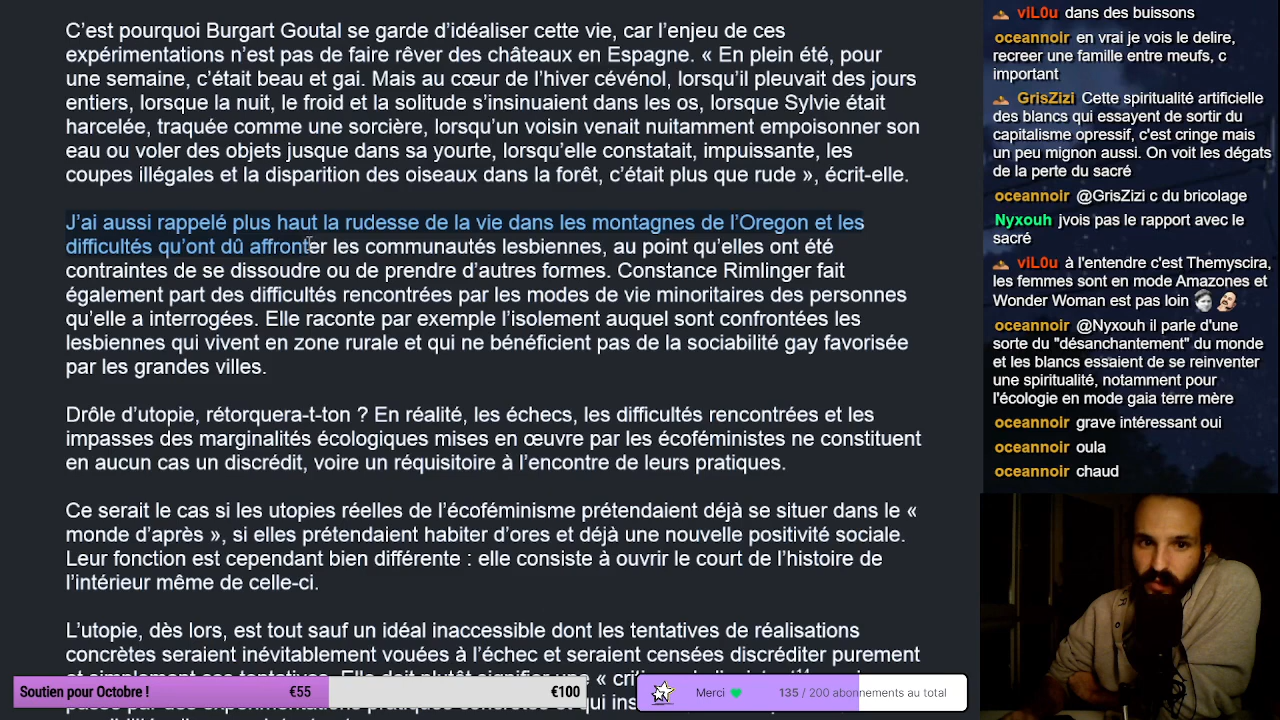 C'est pourquoi Burgart Goutal se garde d'idéaliser cette vie, car l'enjeu de ces
expérimentations n'est pas de faire rêver des châteaux en Espagne. « En plein été, pour
une semaine, c'était beau et gai. Mais au cœur de l'hiver cévénol, lorsqu'il pleuvait des jours
entiers, lorsque la nuit, le froid et la solitude s'insinuaient dans les os, lorsque Sylvie était
harcelée, traquée comme une sorcière, lorsqu'un voisin venait nuitamment empoisonner son
eau ou voler des objets jusque dans sa yourte, lorsqu'elle constatait, impuissante, les
coupes illégales et la disparition des oiseaux dans la forêt, c'était plus que rude », écrit-elle.
J'ai aussi rappelé plus haut la rudesse de la vie dans les montagnes de l'Oregon et les
difficultés qu'ont dû affronter les communautés lesbiennes, au point qu'elles ont été
contraintes de se dissoudre ou de prendre d'autres formes. Constance Rimlinger fait
également part des difficultés rencontrées par les modes de vie minoritaires des personnes
qu'elle a interrogées. Elle raconte par exemple l'isolement auquel sont confrontées les
lesbiennes qui vivent en zone rurale et qui ne bénéficient pas de la sociabilité gay favorisée
par les grandes villes.
Drôle d'utopie, rétorquera-t-ton ? En réalité, les échecs, les difficultés rencontrées et les
impasses des marginalités écologiques mises en œuvre par les écoféministes ne constituent
en aucun cas un discrédit, voire un réquisitoire à l'encontre de leurs pratiques.
Ce serait le cas si les utopies réelles de l'écoféminisme prétendaient déjà se situer dans le «
monde d'après », si elles prétendaient habiter d'ores et déjà une nouvelle positivité sociale.
Leur fonction est cependant bien différente : elle consiste à ouvrir le court de l'histoire de
l'intérieur même de celle-ci.
L'utopie, dès lors, est tout sauf un idéal inaccessible dont les tentatives de réalisations
concrètes seraient inévitablement vouées à l'échec et seraient censées discréditer purement
viL0u dans des buissons
oceannoir en vrai je vois le delire,
recreer une famille entre meufs, c
important
GrisZizi Cette spiritualité artificielle
des blancs qui essayent de sortir du
capitalisme opressif, c'est cringe mais
un peu mignon aussi. On voit les dégats
de la perte du sacré
oceannoir @GrisZizi c du bricolage
Nyxouh jvois pas le rapport avec le
sacré
viL0u à l'entendre c'est Themyscira,
les femmes sont en mode Amazones et
Wonder Woman est pas loin
oceannoir @Nyxouh il parle d'une
sorte du "désanchantement" du monde
et les blancs essaient de se reinventer
une spiritualité, notamment pour
l'écologie en mode gaia terre mère
oceannoir grave intéressant oui
oceannoir oula
oceannoir chaud
Soutien pour Octobre ! €55 €100
Merci 135 / 200 abonnements au total